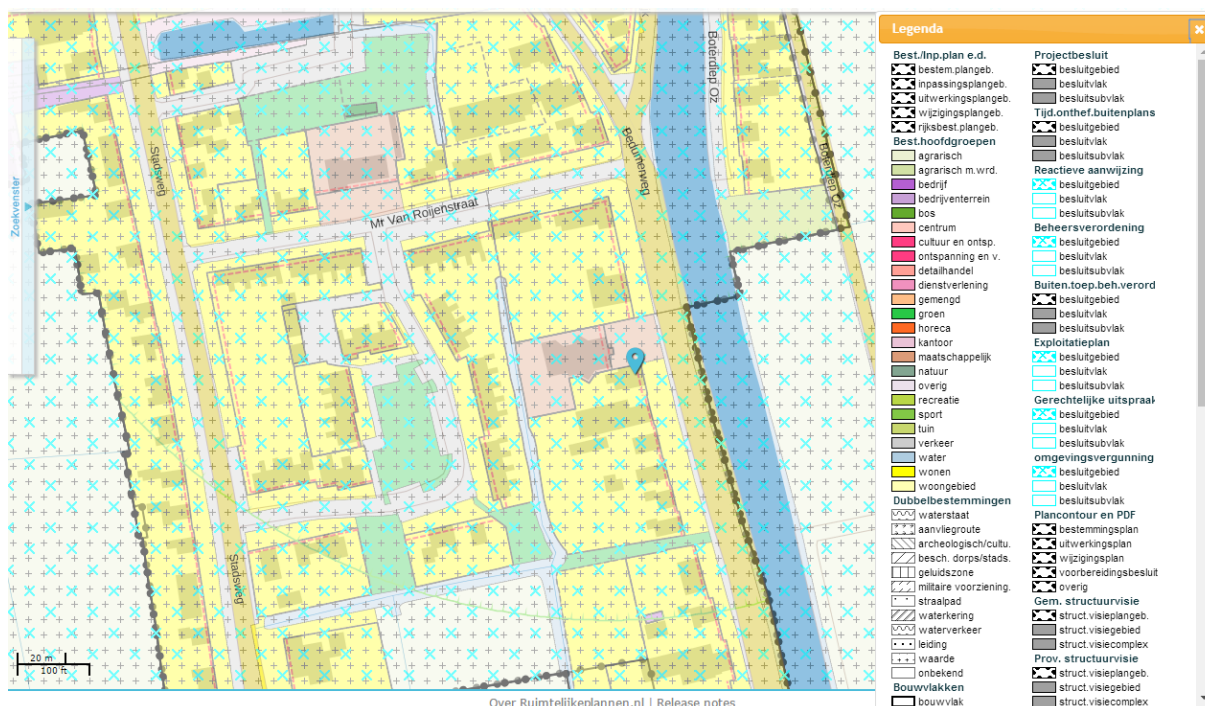 Zoekvenster
Stadsweg
Mr Van Roijenstraat
Bedumerweg
Boterdiep Oz
Boterdiep Oz
Stadsweg
20 m
100 ft
Over Ruimtelijkeplannen.nl | Release notes
Legenda
Best./Inp.plan e.d.
bestem.plangeb.
inpassingsplangeb.
uitwerkingsplangeb.
wijzigingsplangeb.
rijksbest.plangeb.
Best.hoofdgroepen
agrarisch
agrarisch m.wrd.
bedrijf
bedrijventerrein
bos
centrum
cultuur en ontsp.
ontspanning en v.
detailhandel
dienstverlening
gemengd
groen
horeca
kantoor
maatschappelijk
natuur
overig
recreatie
sport
tuin
verkeer
water
wonen
woongebied
Dubbelbestemmingen
waterstaat
aanvliegroute
archeologisch/cultu.
besch. dorps/stads.
geluidszone
militaire voorziening.
straalpad
waterkering
waterverkeer
leiding
waarde
onbekend
Bouwvlakken
bouwvlak
Projectbesluit
besluitgebied
besluitvlak
besluitsubvlak
Tijd.onthef.buitenplans
besluitgebied
besluitvlak
besluitsubvlak
Reactieve aanwijzing
besluitgebied
besluitvlak
besluitsubvlak
Beheersverordening
besluitgebied
besluitvlak
besluitsubvlak
Buiten.toep.beh.verord
besluitgebied
besluitvlak
besluitsubvlak
Exploitatieplan
besluitgebied
besluitvlak
besluitsubvlak
Gerechtelijke uitspraak
besluitgebied
besluitvlak
besluitsubvlak
omgevingsvergunning
besluitgebied
besluitvlak
besluitsubvlak
Plancontour en PDF
bestemmingsplan
uitwerkingsplan
wijzigingsplan
voorbereidingsbesluit
overig
Gem. structuurvisie
struct.visieplangeb.
struct.visiegebied
struct.visiecomplex
Prov. structuurvisie
struct.visieplangeb.
struct.visiegebied
struct.visiecomplex